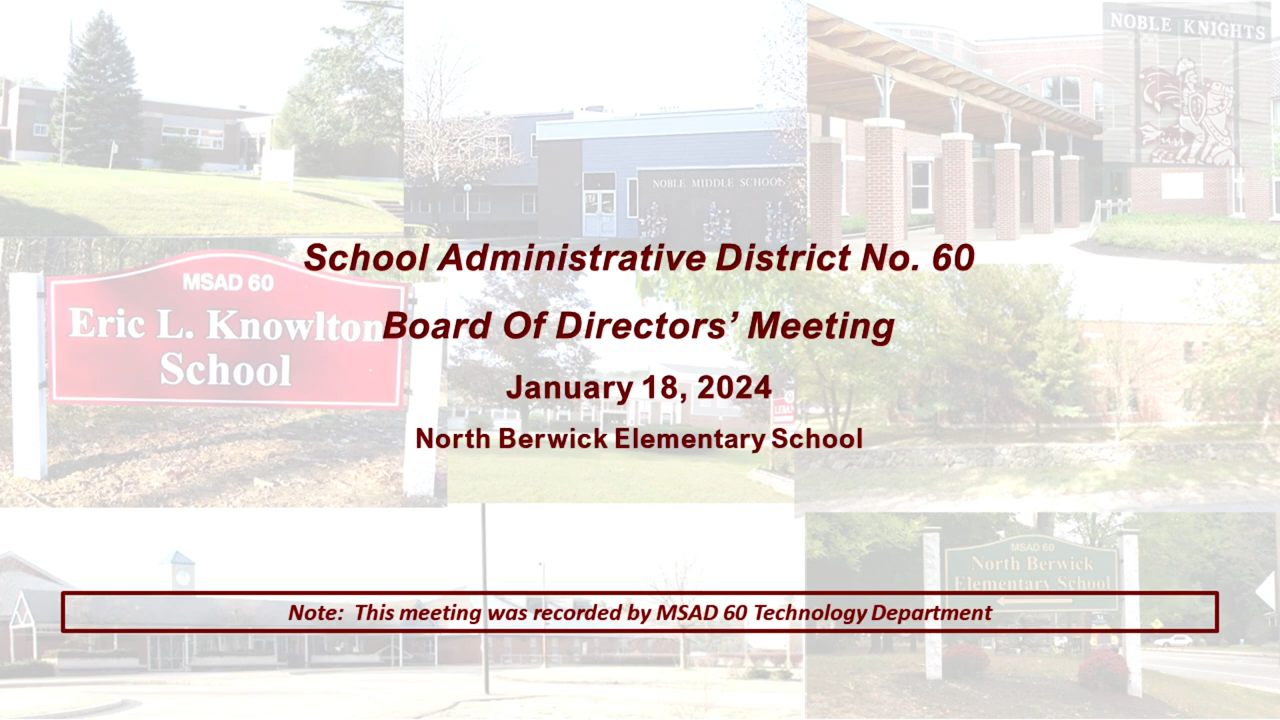 NOBLE KNIGHTS
NOBLE MIDDLE SCHOOL
School Administrative District No. 60
MSAD 60
Eric L. Knowlton
School
Board Of Directors’ Meeting
January 18, 2024
North Berwick Elementary School
MSAD 60
North Berwick
Elementary School
Note: This meeting was recorded by MSAD 60 Technology Department